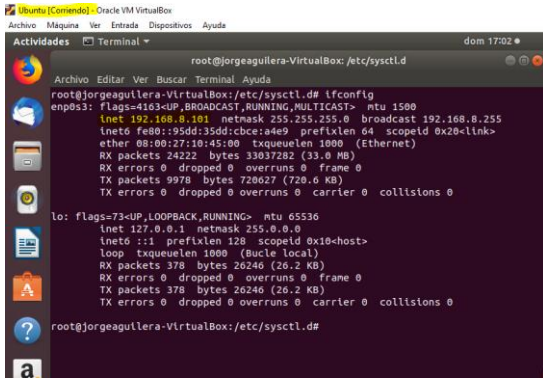 Ubuntu [Corriendo] - Oracle VM VirtualBox
Archivo Máquina Ver Entrada Dispositivos Ayuda
Actividades Terminal dom 17:02
root@jorgeaguilera-VirtualBox: /etc/sysctl.d
Archivo Editar Ver Buscar Terminal Ayuda
root@jorgeaguilera-VirtualBox:/etc/sysctl.d# ifconfig
enp0s3: flags=4163<UP,BROADCAST,RUNNING,MULTICAST> mtu 1500
inet 192.168.8.101 netmask 255.255.255.0 broadcast 192.168.8.255
inet6 fe80::95dd:35dd:cbce:a4e9 prefixlen 64 scopeid 0x20<link>
ether 08:00:27:10:45:00 txqueuelen 1000 (Ethernet)
RX packets 24222 bytes 33037282 (33.0 MB)
RX errors 0 dropped 0 overruns 0 frame 0
TX packets 9978 bytes 720627 (720.6 KB)
TX errors 0 dropped 0 overruns 0 carrier 0 collisions 0
lo: flags=73<UP,LOOPBACK,RUNNING> mtu 65536
inet 127.0.0.1 netmask 255.0.0.0
inet6 ::1 prefixlen 128 scopeid 0x10<host>
loop txqueuelen 1000 (Bucle local)
RX packets 378 bytes 26246 (26.2 KB)
RX errors 0 dropped 0 overruns 0 frame 0
TX packets 378 bytes 26246 (26.2 KB)
TX errors 0 dropped 0 overruns 0 carrier 0 collisions 0
root@jorgeaguilera-VirtualBox:/etc/sysctl.d#